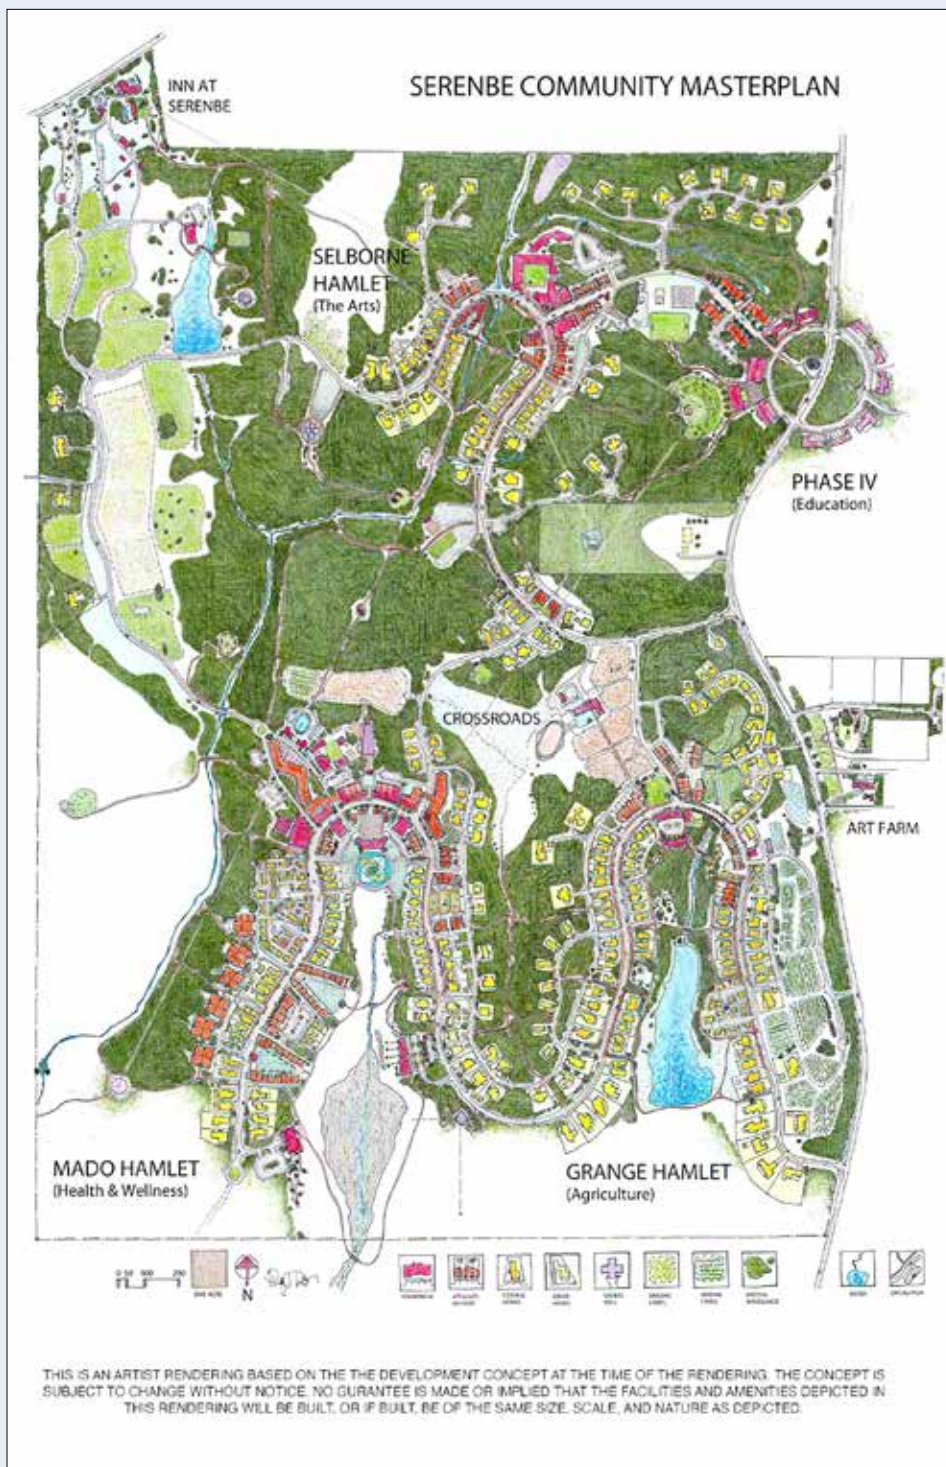 SERENBE COMMUNITY MASTERPLAN
INN AT
SERENBE
SELBORNE
HAMLET
(The Arts)
PHASE IV
(Education)
CROSSROADS
ART FARM
MADO HAMLET
(Health & Wellness)
GRANGE HAMLET
(Agriculture)
N
THIS IS AN ARTIST RENDERING BASED ON THE THE DEVELOPMENT CONCEPT AT THE TIME OF THE RENDERING. THE CONCEPT IS
SUBJECT TO CHANGE WITHOUT NOTICE. NO GURANTEE IS MADE OR IMPLIED THAT THE FACILITIES AND AMENITIES DEPICTED IN
THIS RENDERING WILL BE BUILT, OR IF BUILT, BE OF THE SAME SIZE, SCALE, AND NATURE AS DEPICTED.